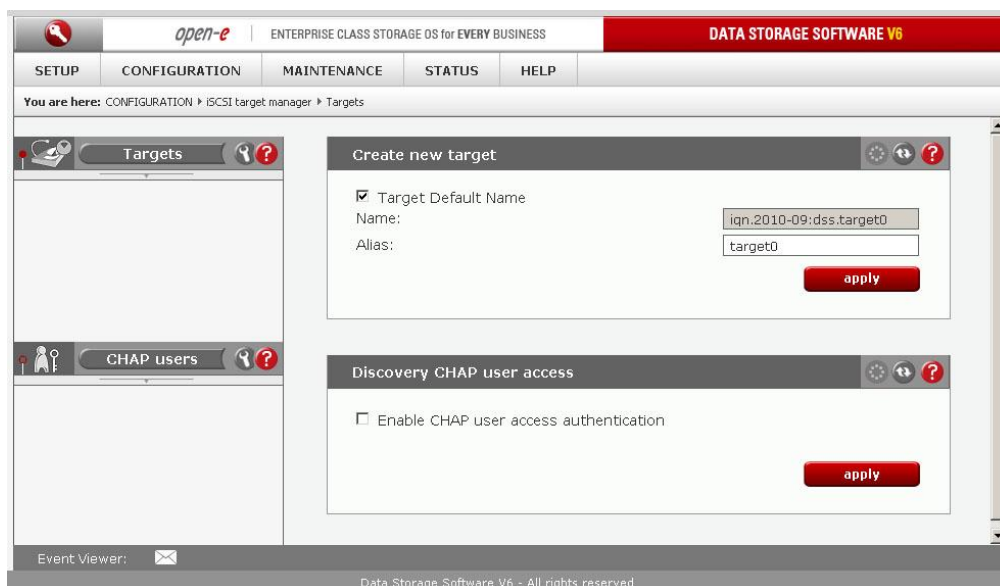 open-e ENTERPRISE CLASS STORAGE OS for EVERY BUSINESS DATA STORAGE SOFTWARE V6
SETUP CONFIGURATION MAINTENANCE STATUS HELP
You are here: CONFIGURATION iSCSI target manager Targets
Targets ?
Create new target ?
Target Default Name
Name: iqn.2010-09:dss.target0
Alias: target0
apply
CHAP users ?
Discovery CHAP user access ?
Enable CHAP user access authentication
apply
Event Viewer:
Data Storage Software V6 - All rights reserved